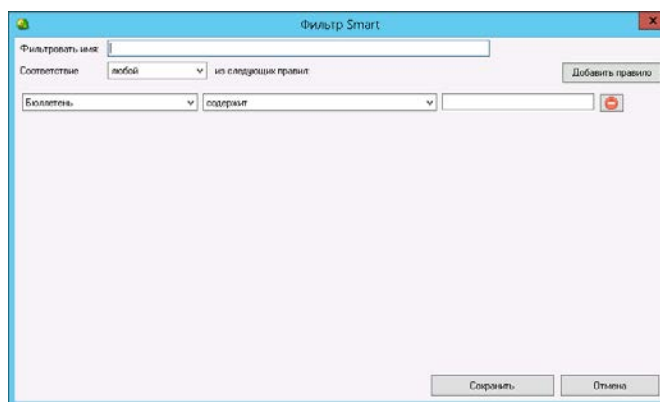 Фильтр Smart
Фильтровать имя:
Соответствие любой из следующих правил: Добавить правило
Бюллетень содержит
Сохранить Отмена